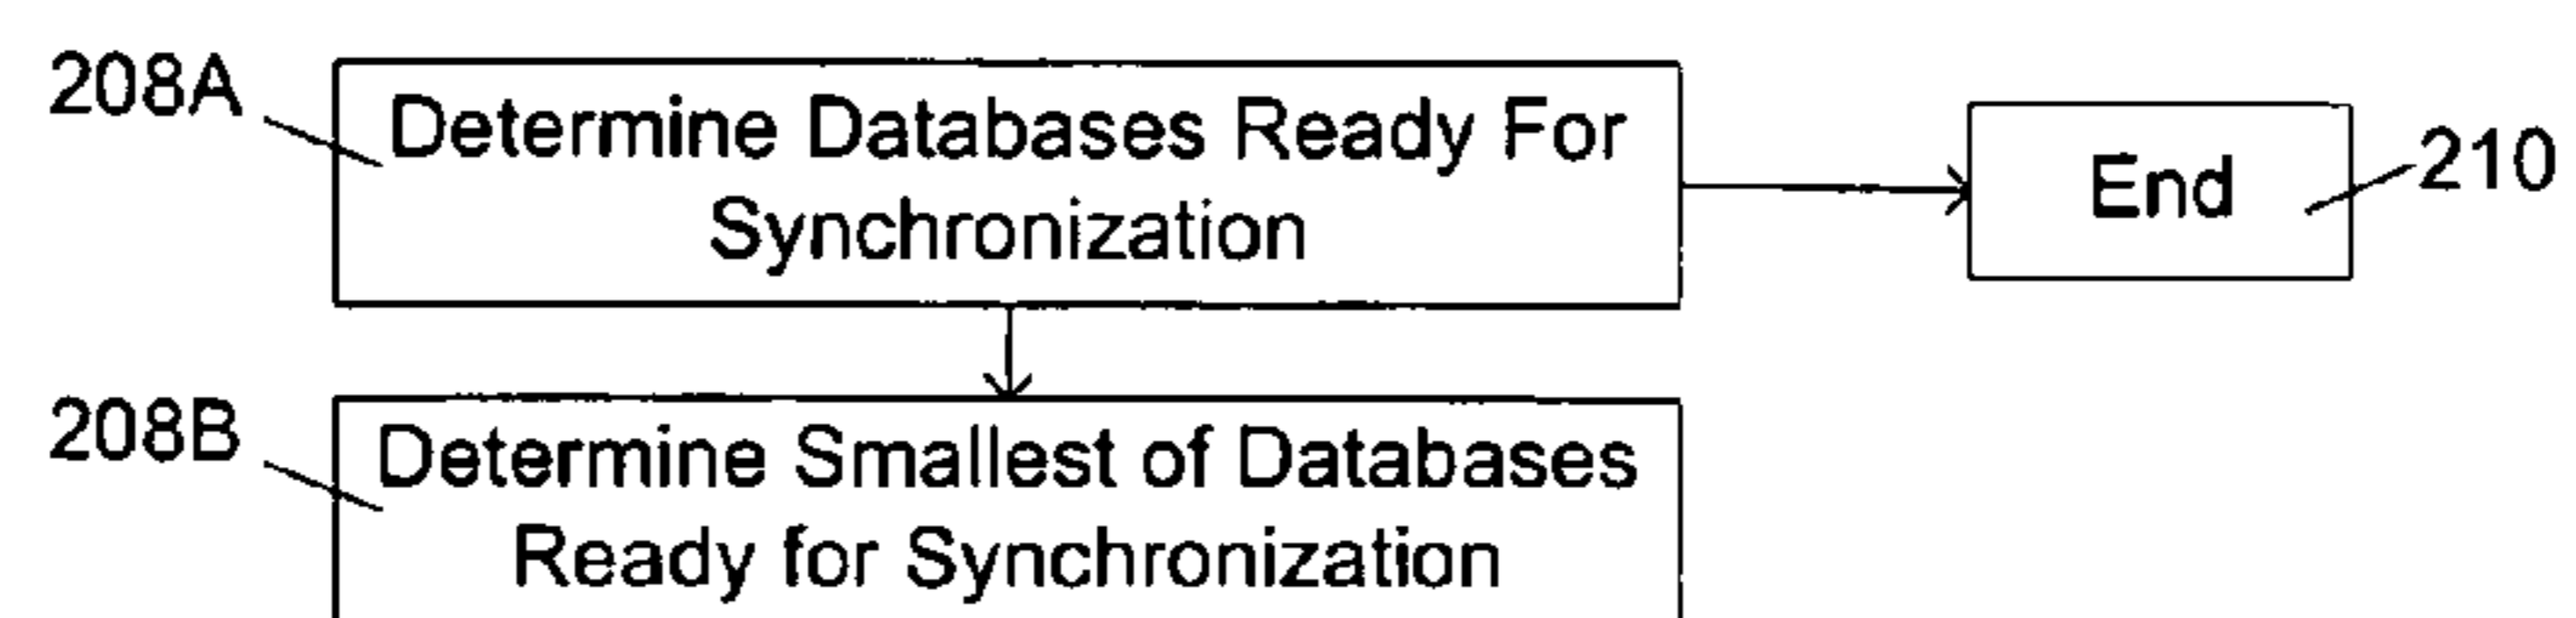 208A
Determine Databases Ready For
Synchronization
End
210
208B
Determine Smallest of Databases
Ready for Synchronization